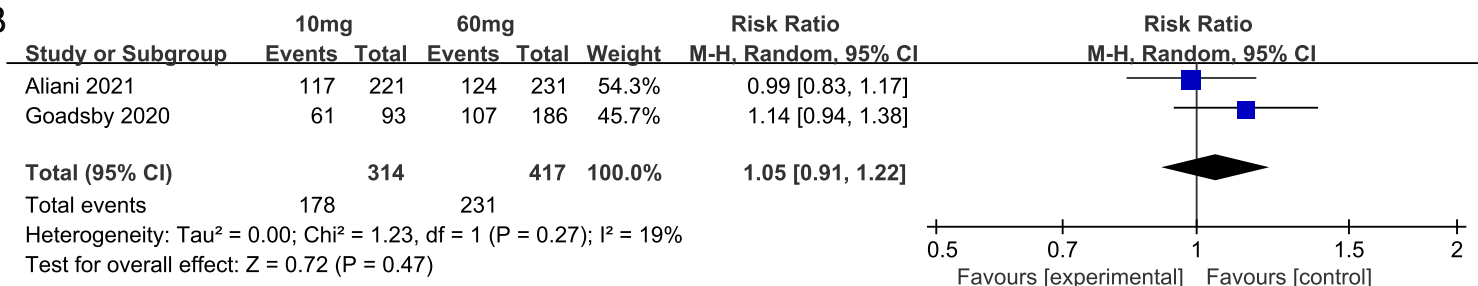 B
10mg 60mg Risk Ratio Risk Ratio
Study or Subgroup Events Total Events Total Weight M-H, Random, 95% CI M-H, Random, 95% CI
Aliani 2021 117 221 124 231 54.3% 0.99 [0.83, 1.17]
Goadsby 2020 61 93 107 186 45.7% 1.14 [0.94, 1.38]
Total (95% CI) 314 417 100.0% 1.05 [0.91, 1.22]
Total events 178 231
Heterogeneity: Tau² = 0.00; Chi² = 1.23, df = 1 (P = 0.27); I² = 19%
Test for overall effect: Z = 0.72 (P = 0.47)
0.5 0.7 1 1.5 2
Favours [experimental] Favours [control]